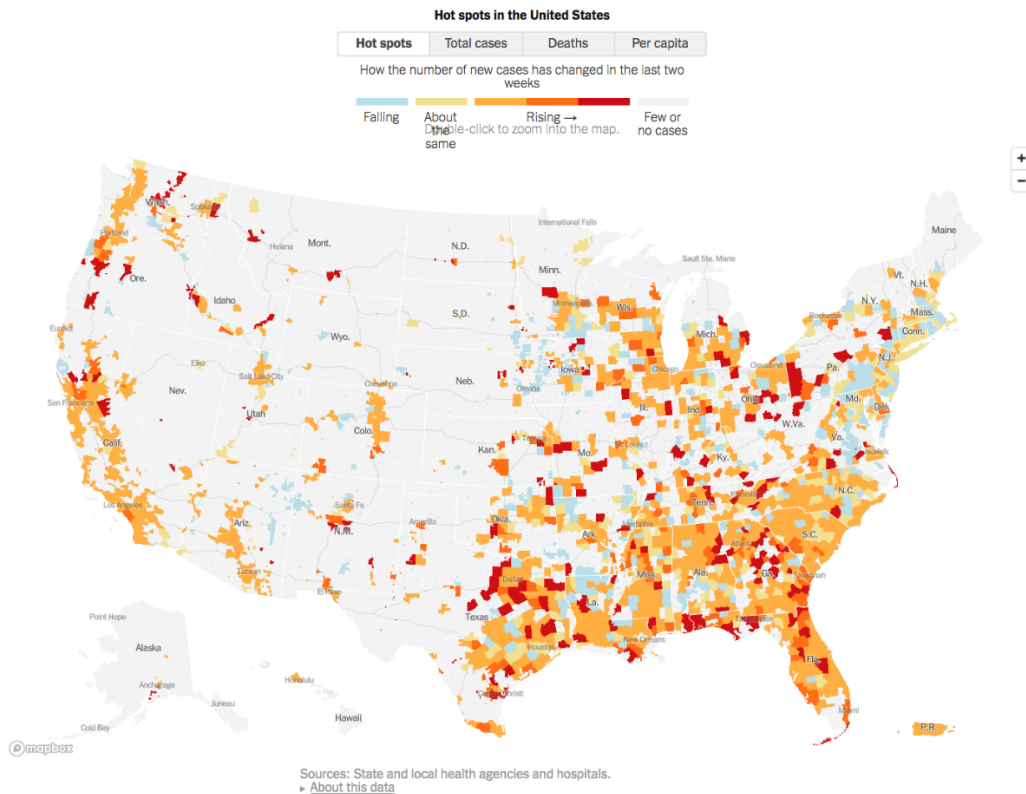 Hot spots in the United States
Hot spots
Total cases
Deaths
Per capita
How the number of new cases has changed in the last two
weeks
Falling
About
the
same
Rising →
Few or
no cases
Double-click to zoom into the map.
+
−
Wash.
Spokane
Portland
Ore.
Helena
Mont.
Idaho
Eureka
Elko
Nev.
Salt Lake City
Utah
Wyo.
Cheyenne
Colo.
San Francisco
Calif.
Los Angeles
Ariz.
Tucson
Santa Fe
N.M.
El Paso
N.D.
S.D.
Neb.
Omaha
Kan.
Topeka
Okla.
Amarillo
Dallas
Texas
Houston
Corpus Christi
International Falls
Minn.
Minneapolis
Iowa
Mo.
St. Louis
Ark.
La.
New Orleans
Wis.
Sault Ste. Marie
Mich.
Chicago
Ill.
Ind.
Ohio
Cleveland
Ky.
Tenn.
Knoxville
Memphis
Miss.
Ala.
Atlanta
Ga.
Savannah
Tallahassee
Fla.
Miami
S.C.
N.C.
Va.
Norfolk
W.Va.
Md.
Del.
Pa.
N.J.
N.Y.
Rochester
Conn.
Mass.
Vt.
N.H.
Maine
P.R.
Point Hope
Alaska
Anchorage
Juneau
Cold Bay
Honolulu
Hawaii
mapbox
Sources: State and local health agencies and hospitals.
▸ About this data